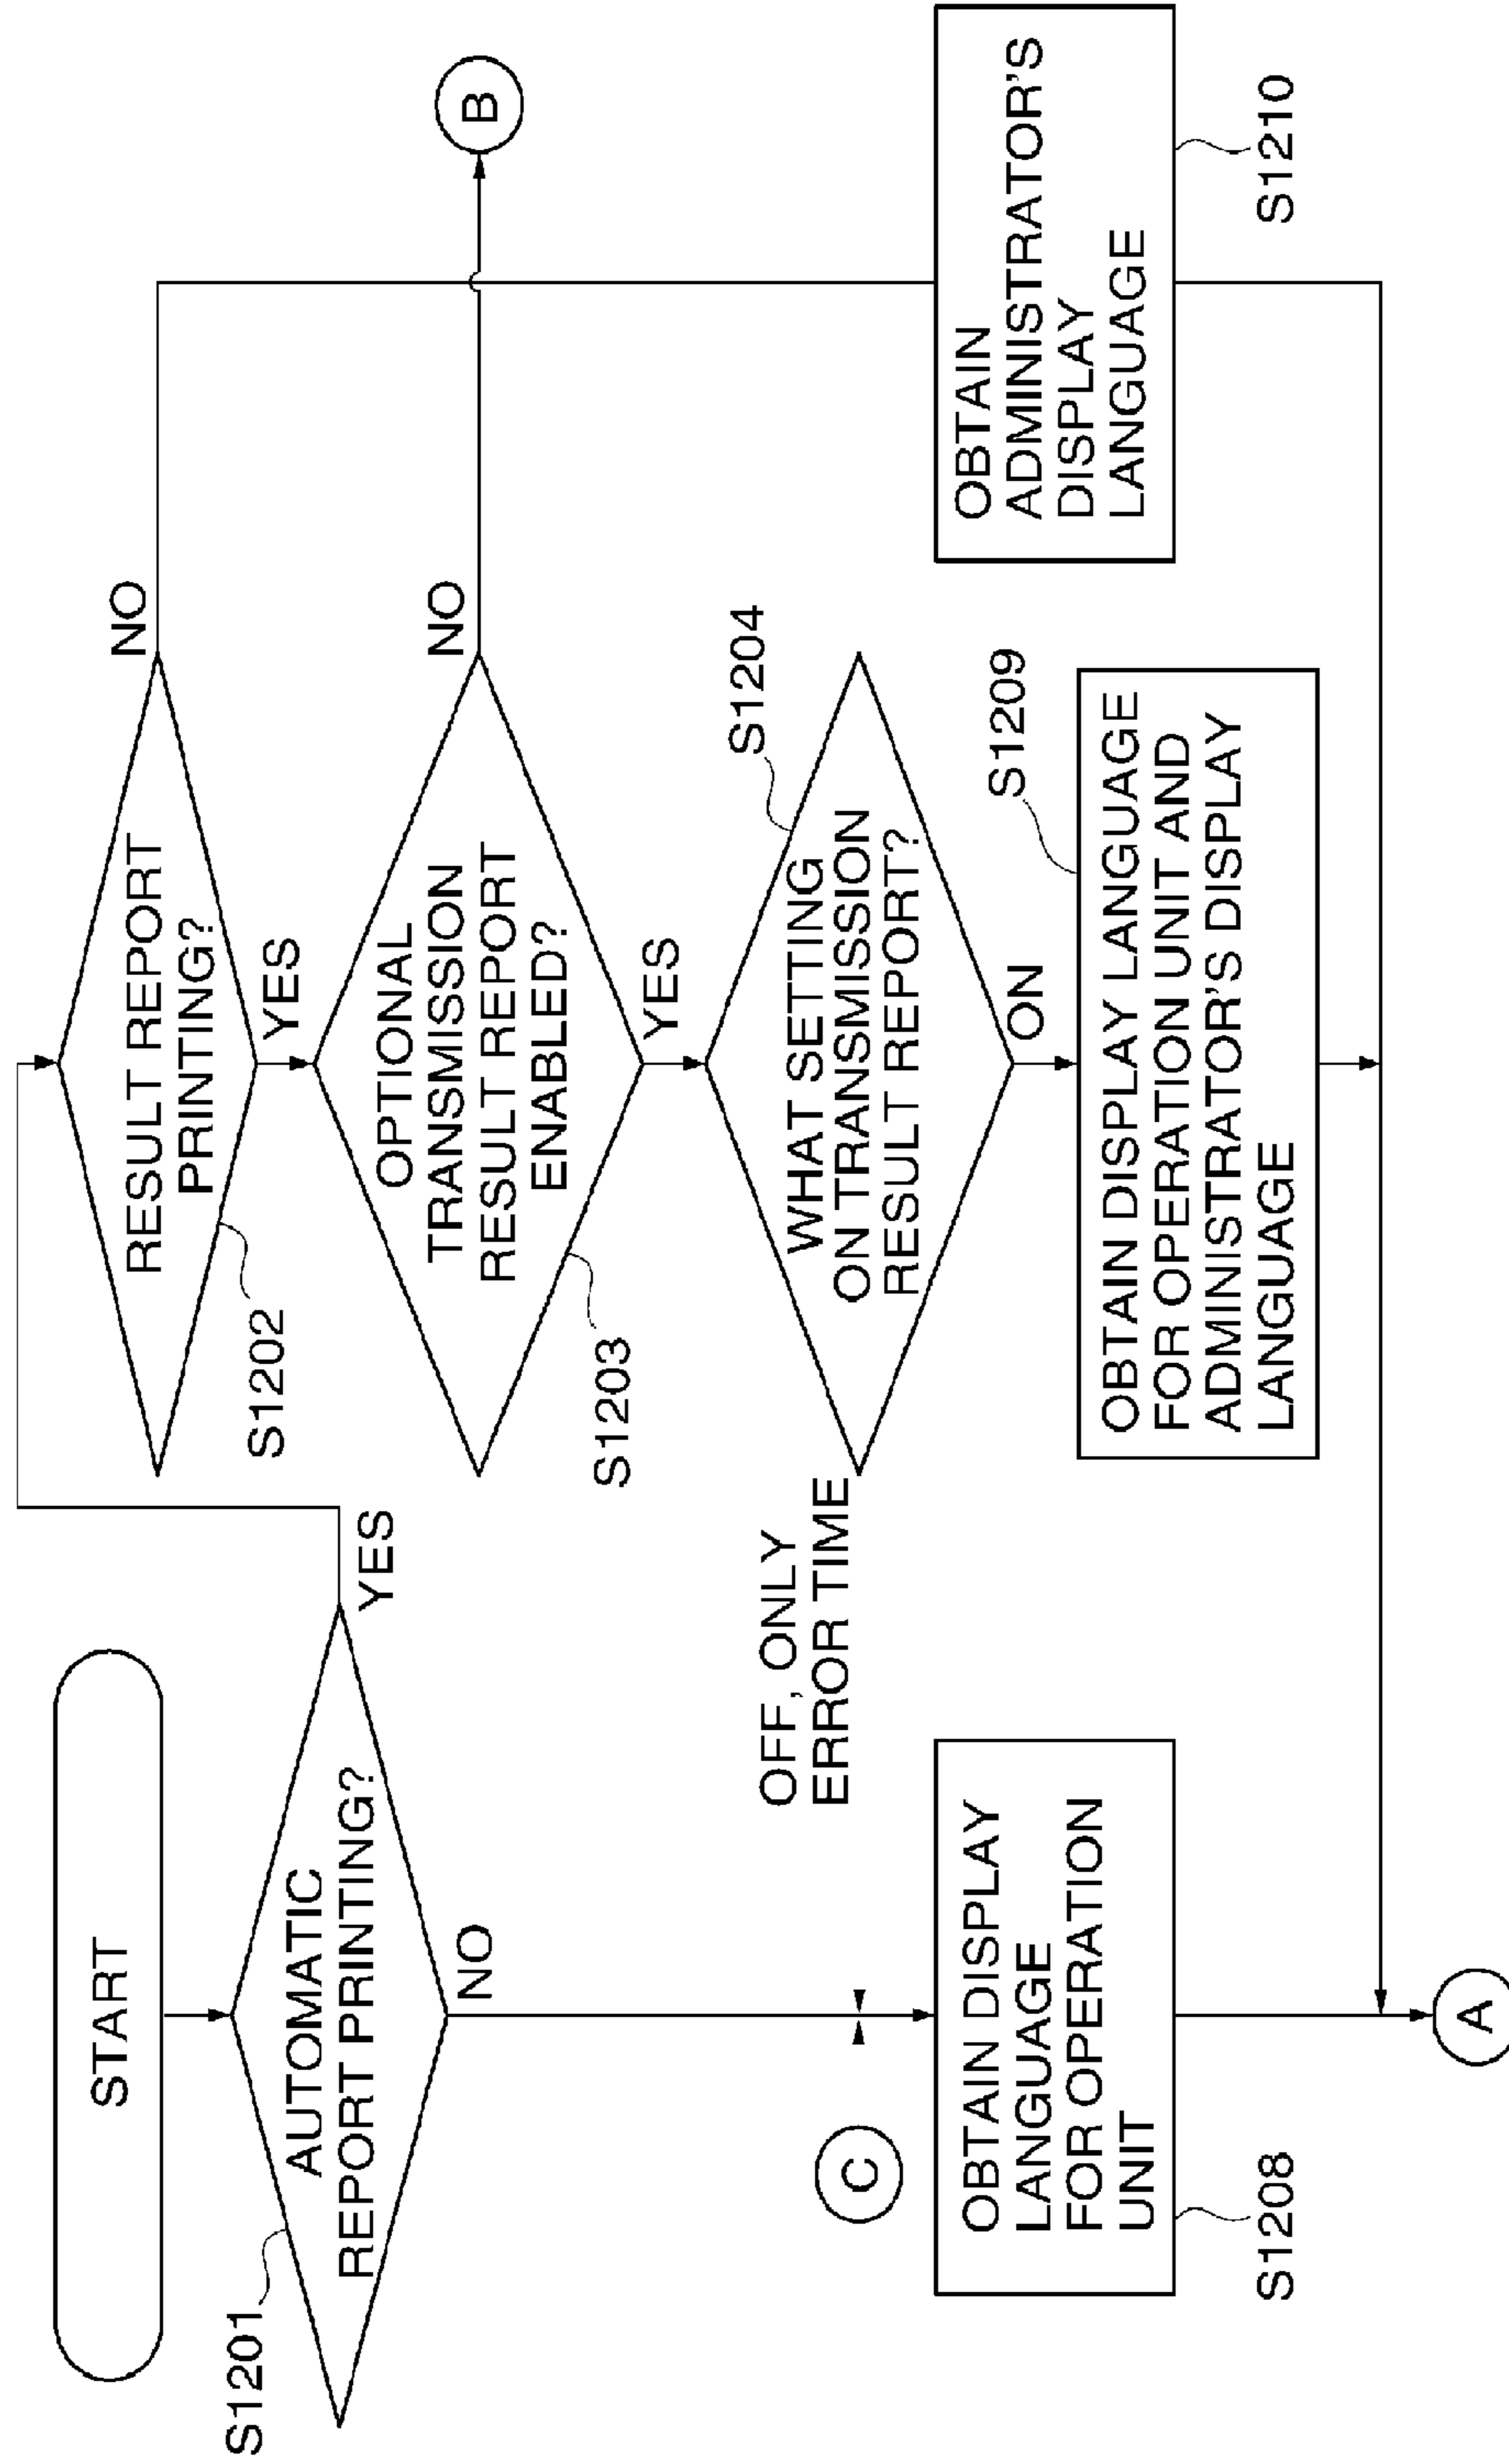 START
S1201
AUTOMATIC
REPORT PRINTING?
YES
NO
RESULT REPORT
PRINTING?
S1202
NO
YES
OPTIONAL
TRANSMISSION
RESULT REPORT
ENABLED?
S1203
NO
B
YES
S1204
WHAT SETTING
ON TRANSMISSION
RESULT REPORT?
OFF, ONLY
ERROR TIME
ON
C
OBTAIN DISPLAY
LANGUAGE
FOR OPERATION
UNIT
S1208
S1209
OBTAIN DISPLAY LANGUAGE
FOR OPERATION UNIT AND
ADMINISTRATOR'S DISPLAY
LANGUAGE
OBTAIN
ADMINISTRATOR'S
DISPLAY
LANGUAGE
S1210
A